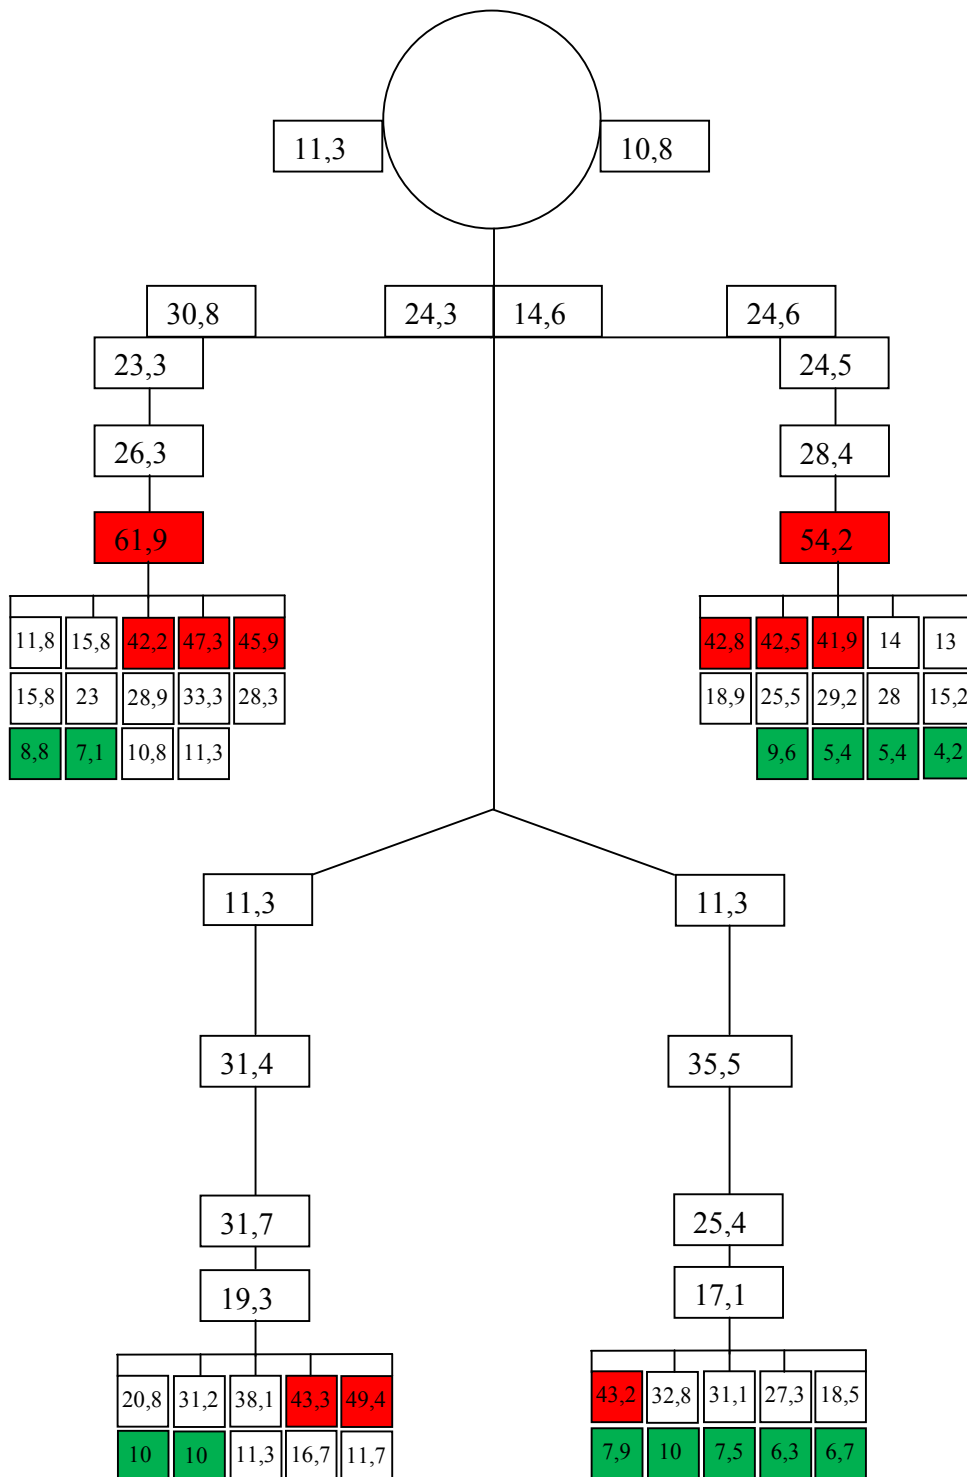 11,3 10,8
30,8 24,3 14,6 24,6
23,3 24,5
26,3 28,4
61,9 54,2
11,8 15,8 42,2 47,3 45,9 42,8 42,5 41,9 14 13
15,8 23 28,9 33,3 28,3 18,9 25,5 29,2 28 15,2
8,8 7,1 10,8 11,3 9,6 5,4 5,4 4,2
11,3 11,3
31,4 35,5
31,7 25,4
19,3 17,1
20,8 31,2 38,1 43,3 49,4 43,2 32,8 31,1 27,3 18,5
10 10 11,3 16,7 11,7 7,9 10 7,5 6,3 6,7